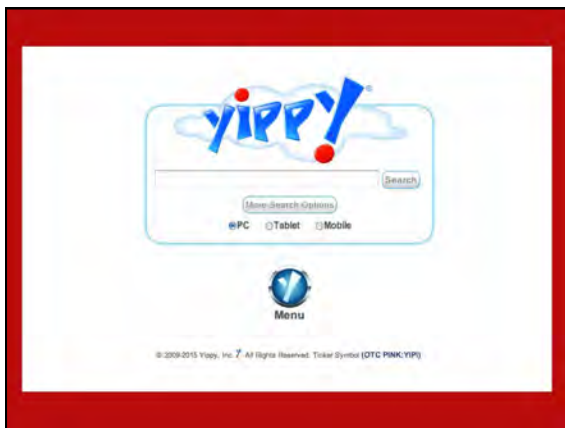 yippy!®
Search
More Search Options
PC Tablet Mobile
Menu
© 2009-2015 Yippy, Inc. All Rights Reserved. Ticker Symbol (OTC PINK:YIPI)